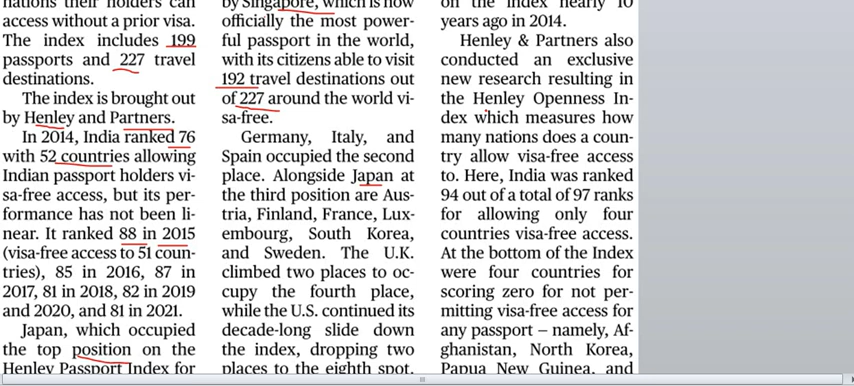 nations their holders can
access without a prior visa.
The index includes 199
passports and 227 travel
destinations.
The index is brought out
by Henley and Partners.
In 2014, India ranked 76
with 52 countries allowing
Indian passport holders vi-
sa-free access, but its per-
formance has not been li-
near. It ranked 88 in 2015
(visa-free access to 51 coun-
tries), 85 in 2016, 87 in
2017, 81 in 2018, 82 in 2019
and 2020, and 81 in 2021.
Japan, which occupied
the top position on the
Henley Passport Index for
by Singapore, which is now
officially the most power-
ful passport in the world,
with its citizens able to visit
192 travel destinations out
of 227 around the world vi-
sa-free.
Germany, Italy, and
Spain occupied the second
place. Alongside Japan at
the third position are Aus-
tria, Finland, France, Lux-
embourg, South Korea,
and Sweden. The U.K.
climbed two places to oc-
cupy the fourth place,
while the U.S. continued its
decade-long slide down
the index, dropping two
places to the eighth spot,
on the index nearly 10
years ago in 2014.
Henley & Partners also
conducted an exclusive
new research resulting in
the Henley Openness In-
dex which measures how
many nations does a coun-
try allow visa-free access
to. Here, India was ranked
94 out of a total of 97 ranks
for allowing only four
countries visa-free access.
At the bottom of the Index
were four countries for
scoring zero for not per-
mitting visa-free access for
any passport – namely, Af-
ghanistan, North Korea,
Papua New Guinea, and